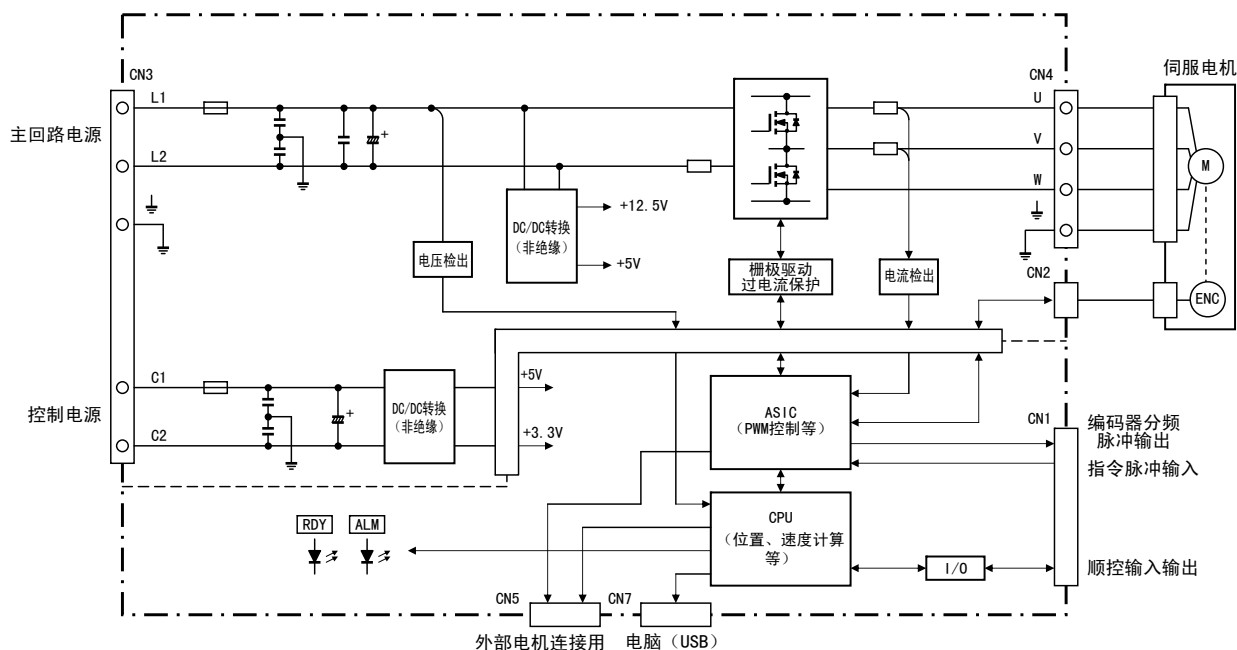 CN3
CN4
伺服电机
L1
U
主回路电源
+
V
L2
M
W
+12.5V
DC/DC转换
(非绝缘)
电压检出
+5V
栅极驱动
过电流保护
电流检出
CN2
ENC
C1
+5V
控制电源
DC/DC转换
(非绝缘)
+
ASIC
(PWM控制等)
CN1
编码器分频
脉冲输出
C2
+3.3V
指令脉冲输入
RDY
ALM
CPU
(位置、速度计算
等)
I/O
顺控输入输出
CN5
CN7
外部电机连接用
电脑(USB)